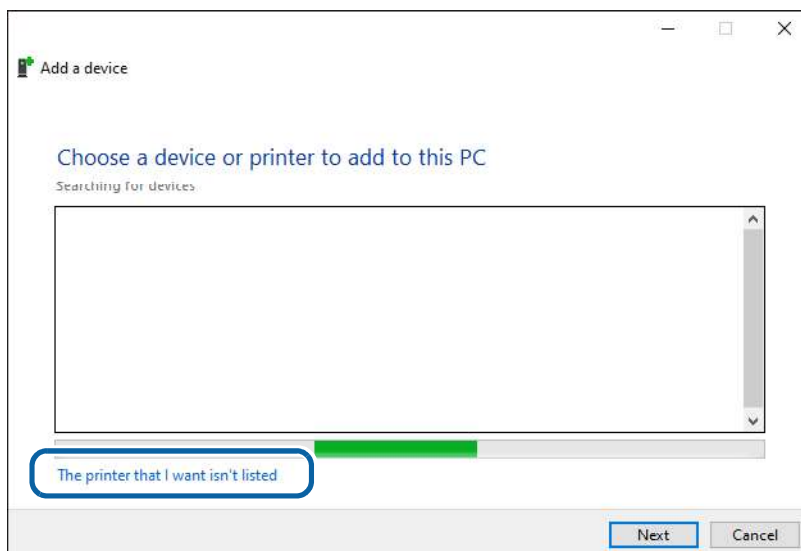 Add a device
Choose a device or printer to add to this PC
Searching for devices
The printer that I want isn't listed
Next
Cancel